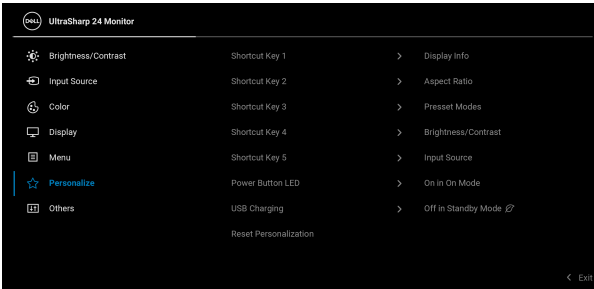 DELL UltraSharp 24 Monitor
Brightness/Contrast Shortcut Key 1 > Display Info
Input Source Shortcut Key 2 > Aspect Ratio
Color Shortcut Key 3 > Presset Modes
Display Shortcut Key 4 > Brightness/Contrast
Menu Shortcut Key 5 > Input Source
Personalize Power Button LED > On in On Mode
Others USB Charging > Off in Standby Mode
Reset Personalization
< Exit